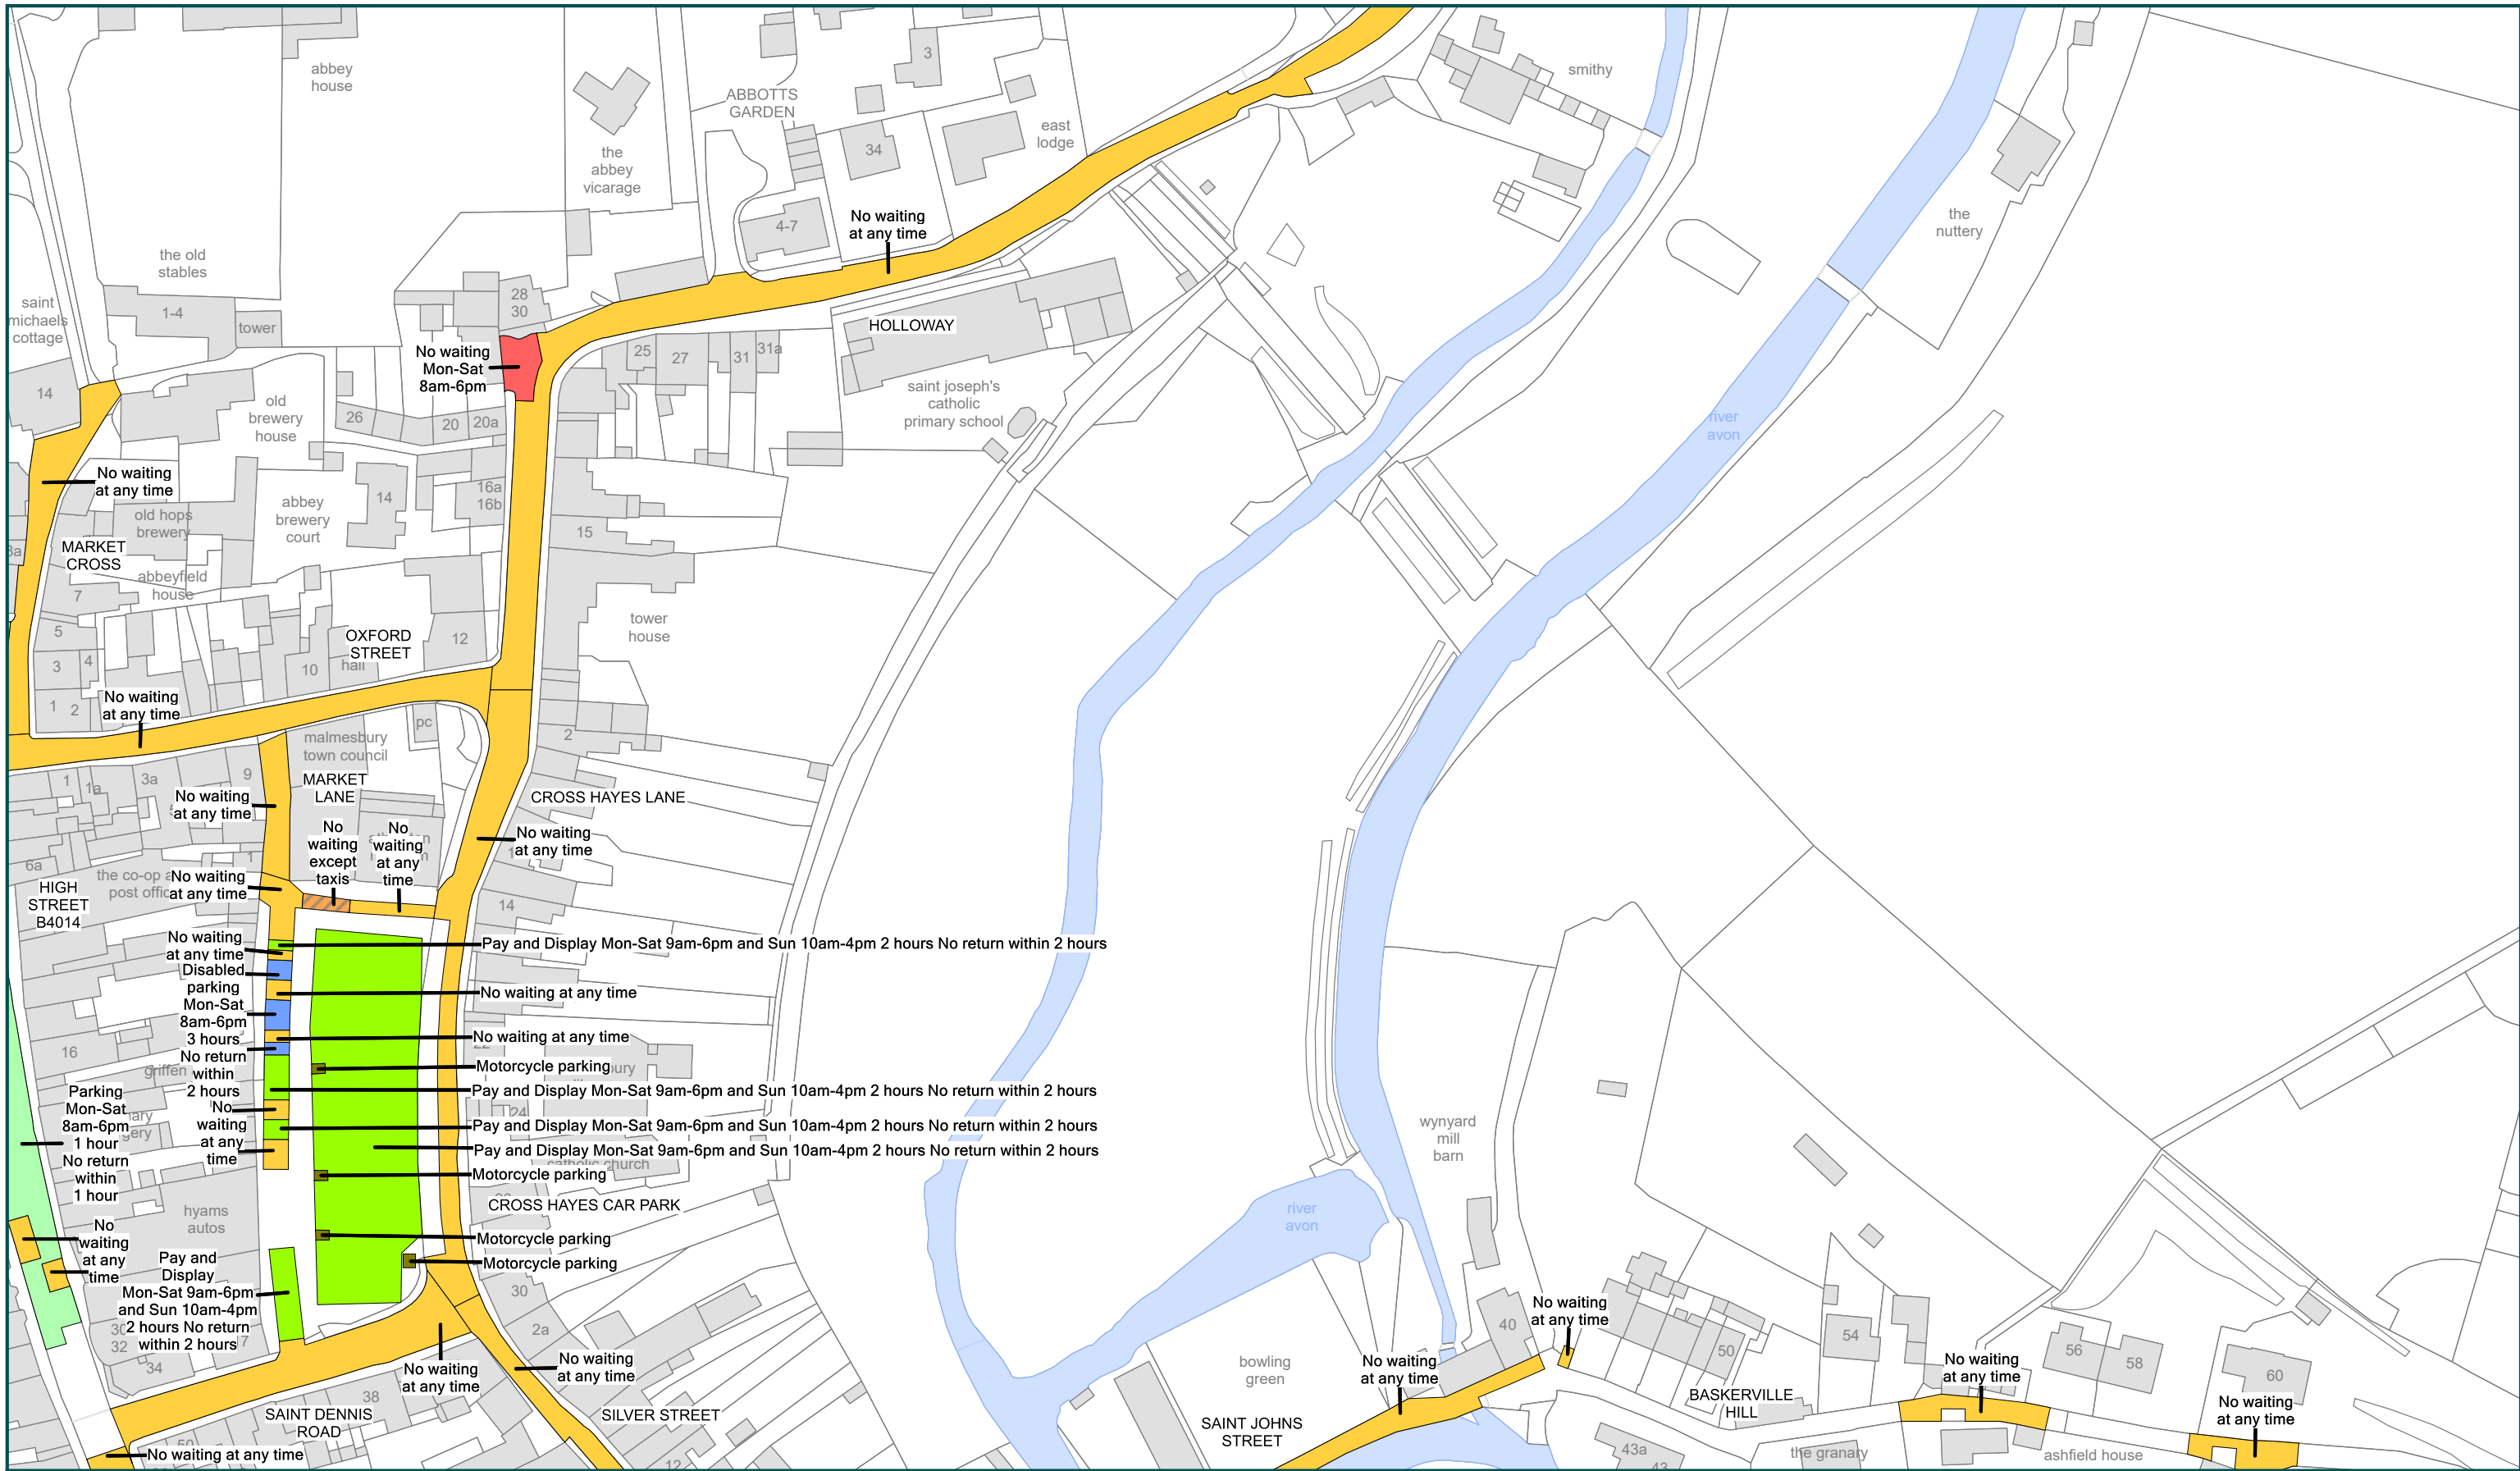 abbey
house
3
ABBOTTS
GARDEN
smithy
east
lodge
34
the
abbey
vicarage
4-7
No waiting
at any time
the
nuttery
the old
stables
saint
michaels
cottage
1-4
tower
28
30
HOLLOWAY
No waiting
Mon-Sat
8am-6pm
25
27
31
31a
14
old
brewery
house
26
20
20a
saint joseph's
catholic
primary school
river
avon
No waiting
at any time
14
16a
16b
abbey
brewery
court
old hops
brewery
15
MARKET
CROSS
abbeyfield
house
7
5
3
4
1
2
OXFORD
STREET
12
10
hall
tower
house
No waiting
at any time
pc
malmesbury
town council
2
1
1a
3a
9
MARKET
LANE
CROSS HAYES LANE
No waiting
at any time
No
waiting
except
taxis
No
waiting
at any
time
No waiting
at any time
6a
1
the co-op
post office
No waiting
at any time
HIGH
STREET
B4014
14
No waiting
at any time
Pay and Display Mon-Sat 9am-6pm and Sun 10am-4pm 2 hours No return within 2 hours
Disabled
parking
Mon-Sat
8am-6pm
3 hours
No return
within
2 hours
No waiting at any time
No waiting at any time
16
griffen
22
Motorcycle parking
Pay and Display Mon-Sat 9am-6pm and Sun 10am-4pm 2 hours No return within 2 hours
Parking
Mon-Sat
8am-6pm
1 hour
No return
within
1 hour
No
waiting
at any
time
24
Pay and Display Mon-Sat 9am-6pm and Sun 10am-4pm 2 hours No return within 2 hours
Pay and Display Mon-Sat 9am-6pm and Sun 10am-4pm 2 hours No return within 2 hours
catholic church
Motorcycle parking
CROSS HAYES CAR PARK
wynyard
mill
barn
hyams
autos
river
avon
No
waiting
at any
time
Motorcycle parking
Motorcycle parking
Pay and
Display
Mon-Sat 9am-6pm
and Sun 10am-4pm
2 hours No return
within 2 hours
30
2a
32
34
40
No waiting
at any time
50
54
56
58
60
bowling
green
No waiting
at any time
No waiting
at any time
No waiting
at any time
No waiting
at any time
No waiting
at any time
38
SAINT DENNIS
ROAD
SILVER STREET
SAINT JOHNS
STREET
BASKERVILLE
HILL
No waiting at any time
50
12
43a
43
the granary
ashfield house